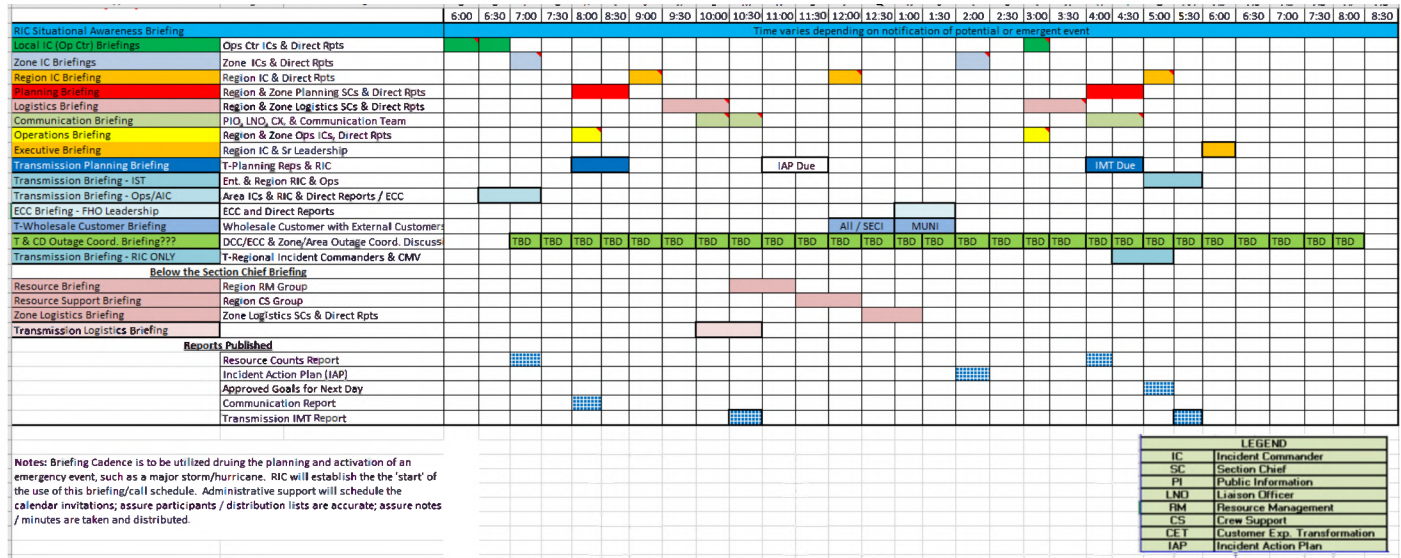 6:00 6:30 7:00 7:30 8:00 8:30 9:00 9:30 10:00 10:30 11:00 11:30 12:00 12:30 1:00 1:30 2:00 2:30 3:00 3:30 4:00 4:30 5:00 5:30 6:00 6:30 7:00 7:30 8:00 8:30
RIC Situational Awareness Briefing Time varies depending on notification of potential or emergent event
Local IC (Op Ctr) Briefings Ops Ctr ICs & Direct Rpts
Zone IC Briefings Zone ICs & Direct Rpts
Region IC Briefing Region IC & Direct Rpts
Planning Briefing Region & Zone Planning SCs & Direct Rpts
Logistics Briefing Region & Zone Logistics SCs & Direct Rpts
Communication Briefing PIO, LNO, CX, & Communication Team
Operations Briefing Region & Zone Ops ICs, Direct Rpts
Executive Briefing Region IC & Sr Leadership
Transmission Planning Briefing T-Planning Reps & RIC IAP Due IMT Due
Transmission Briefing - IST Ent. & Region RIC & Ops
Transmission Briefing - Ops/AIC Area ICs & RIC & Direct Reports / ECC
ECC Briefing - FHO Leadership ECC and Direct Reports
T-Wholesale Customer Briefing Wholesale Customer with External Customers All / SECI MUNI
T & CD Outage Coord. Briefing??? DCC/ECC & Zone/Area Outage Coord. Discussi TBD TBD TBD TBD TBD TBD TBD TBD TBD TBD TBD TBD TBD TBD TBD TBD TBD TBD TBD TBD TBD TBD TBD TBD TBD TBD TBD
Transmission Briefing - RIC ONLY T-Regional Incident Commanders & CMV
Below the Section Chief Briefing
Resource Briefing Region RM Group
Resource Support Briefing Region CS Group
Zone Logistics Briefing Zone Logistics SCs & Direct Rpts
Transmission Logistics Briefing
Reports Published
Resource Counts Report
Incident Action Plan (IAP)
Approved Goals for Next Day
Communication Report
Transmission IMT Report
Notes: Briefing Cadence is to be utilized druing the planning and activation of an
emergency event, such as a major storm/hurricane. RIC will establish the the 'start' of
the use of this briefing/call schedule. Administrative support will schedule the
calendar invitations; assure participants / distribution lists are accurate; assure notes
/ minutes are taken and distributed.
LEGEND
IC Incident Commander
SC Section Chief
PI Public Information
LNO Liaison Officer
RM Resource Management
CS Crew Support
CET Customer Exp. Transformation
IAP Incident Action Plan